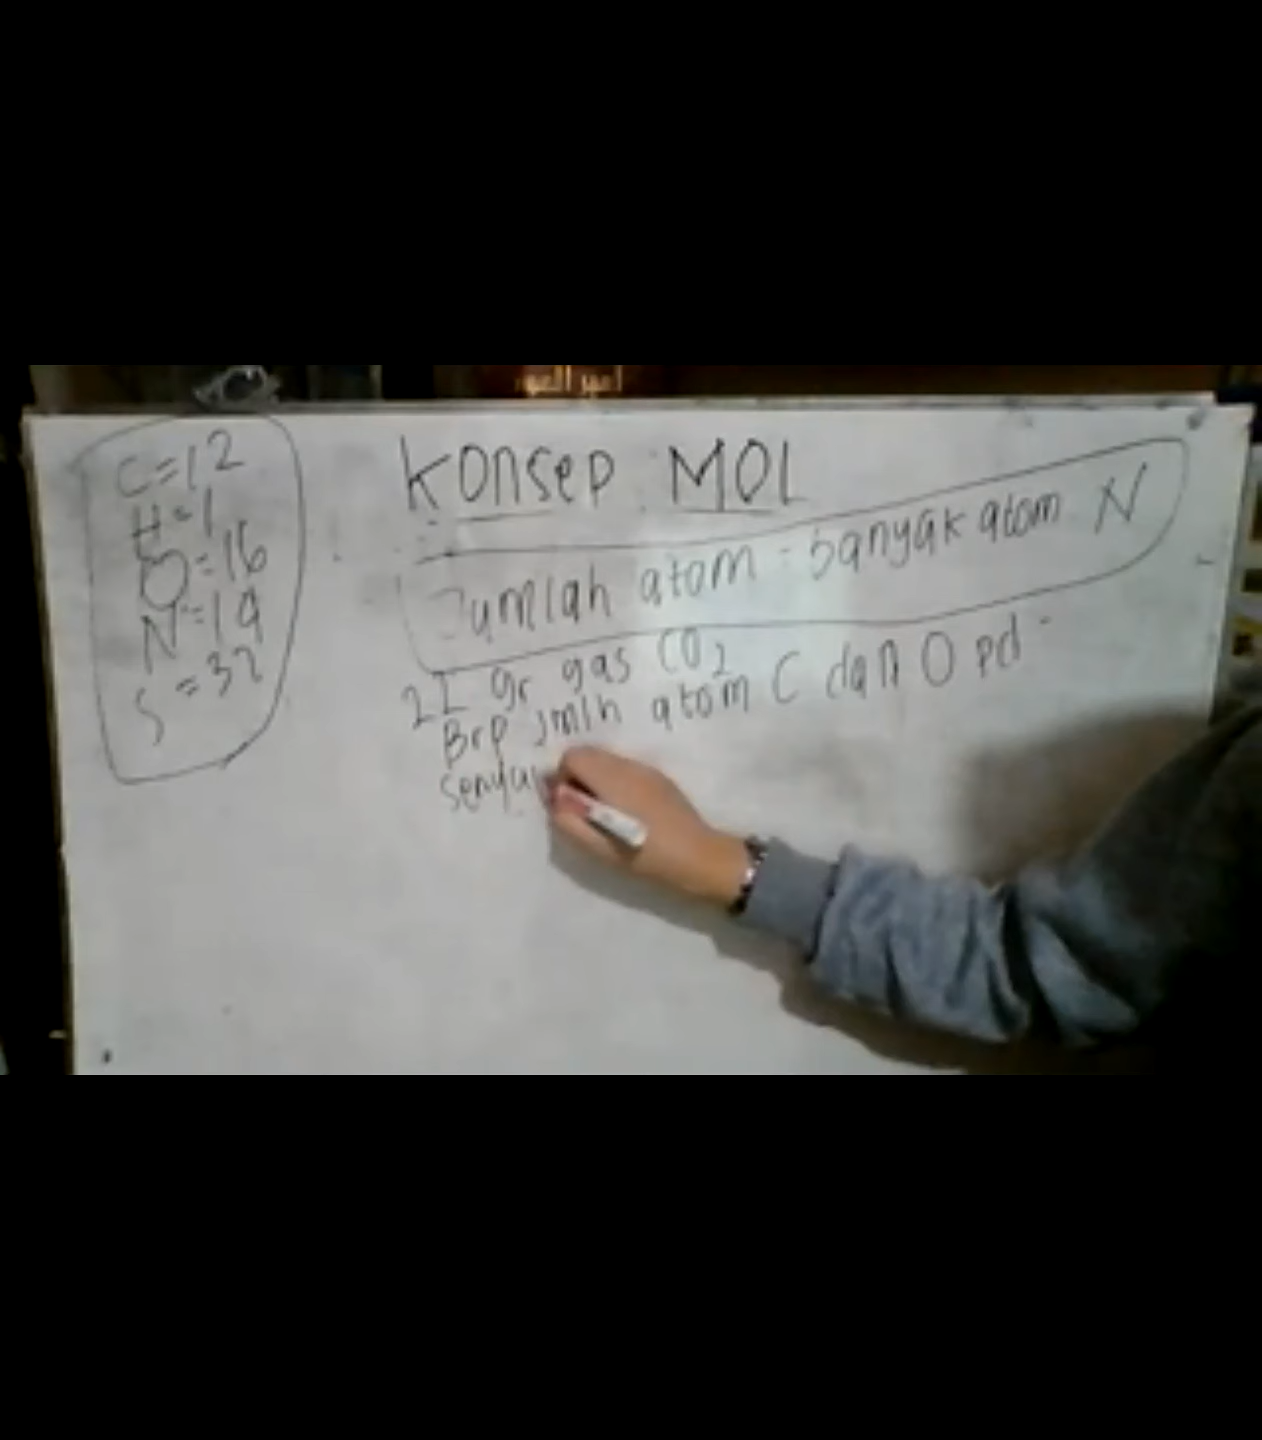 C=12
H=1
O=16
N=14
S=32
Konsep MOL
Jumlah atom = banyak atom N
22 gr gas CO2
Brp jmlh atom C dan O pd
senyaw